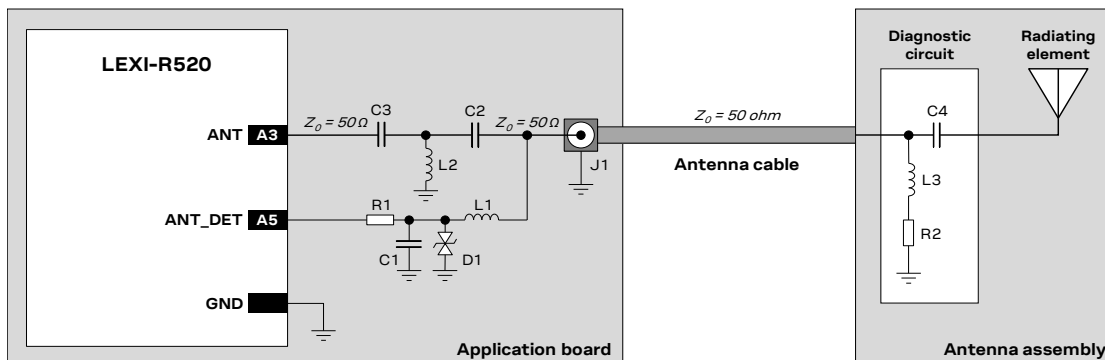 Diagnostic circuit
Radiating element
LEXI-R520
ANT
A3
Z0 = 50 Ω
C3
C2
Z0 = 50 Ω
L2
J1
Z0 = 50 ohm
Antenna cable
C4
L3
R2
ANT_DET
A5
R1
L1
C1
D1
GND
Application board
Antenna assembly